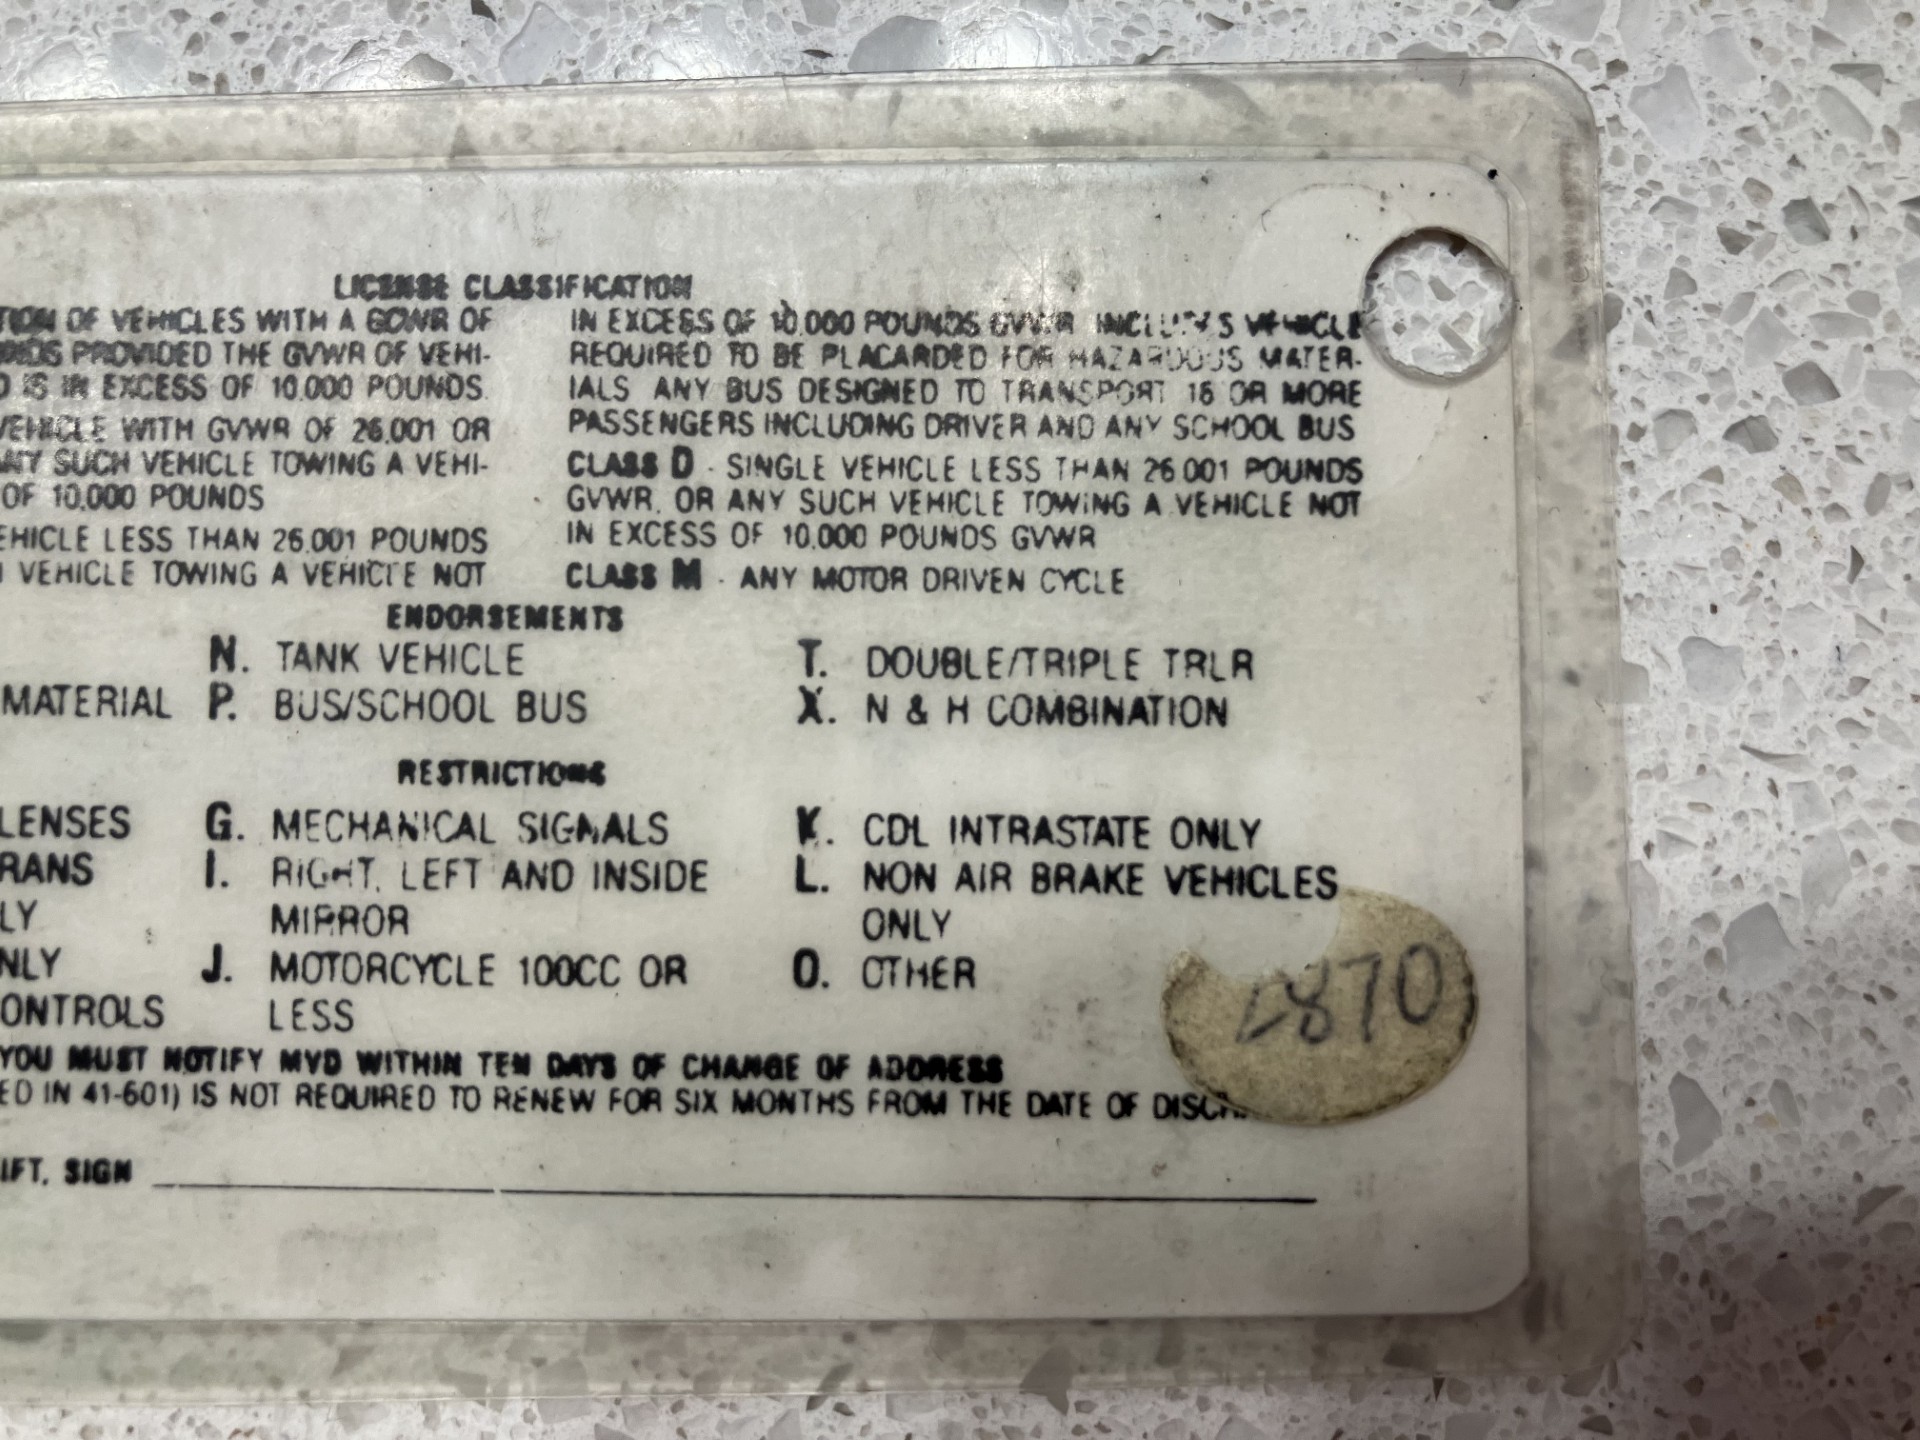 LICENSE CLASSIFICATION
TION OF VEHICLES WITH A GCWR OF
PROVIDED THE GVWR OF VEHI-
D IS IN EXCESS OF 10,000 POUNDS.
VEHICLE WITH GVWR OF 26,001 OR
ANY SUCH VEHICLE TOWING A VEHI-
OF 10,000 POUNDS
EHICLE LESS THAN 26,001 POUNDS
VEHICLE TOWING A VEHICLE NOT
IN EXCESS OF 10,000 POUNDS GVWR INCLUDES VEHICLE
REQUIRED TO BE PLACARDED FOR HAZARDOUS MATER-
IALS ANY BUS DESIGNED TO TRANSPORT 16 OR MORE
PASSENGERS INCLUDING DRIVER AND ANY SCHOOL BUS
CLASS D - SINGLE VEHICLE LESS THAN 26,001 POUNDS
GVWR, OR ANY SUCH VEHICLE TOWING A VEHICLE NOT
IN EXCESS OF 10,000 POUNDS GVWR
CLASS M - ANY MOTOR DRIVEN CYCLE
ENDORSEMENTS
N. TANK VEHICLE T. DOUBLE/TRIPLE TRLR
MATERIAL P. BUS/SCHOOL BUS X. N & H COMBINATION
RESTRICTIONS
LENSES G. MECHANICAL SIGNALS K. CDL INTRASTATE ONLY
RANS I. RIGHT, LEFT AND INSIDE L. NON AIR BRAKE VEHICLES
LY MIRROR ONLY
NLY J. MOTORCYCLE 100CC OR O. OTHER
ONTROLS LESS
2870
YOU MUST NOTIFY MVD WITHIN TEN DAYS OF CHANGE OF ADDRESS
ED IN 41-601) IS NOT REQUIRED TO RENEW FOR SIX MONTHS FROM THE DATE OF DISCHA
IFT, SIGN